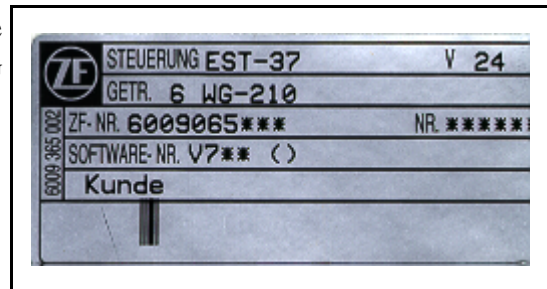 ZF STEUERUNG EST-37 V 24
GETR. 6 WG-210
ZF-NR. 6009065*** NR. ******
SOFTWARE-NR. V7** ()
Kunde
6009 365 002